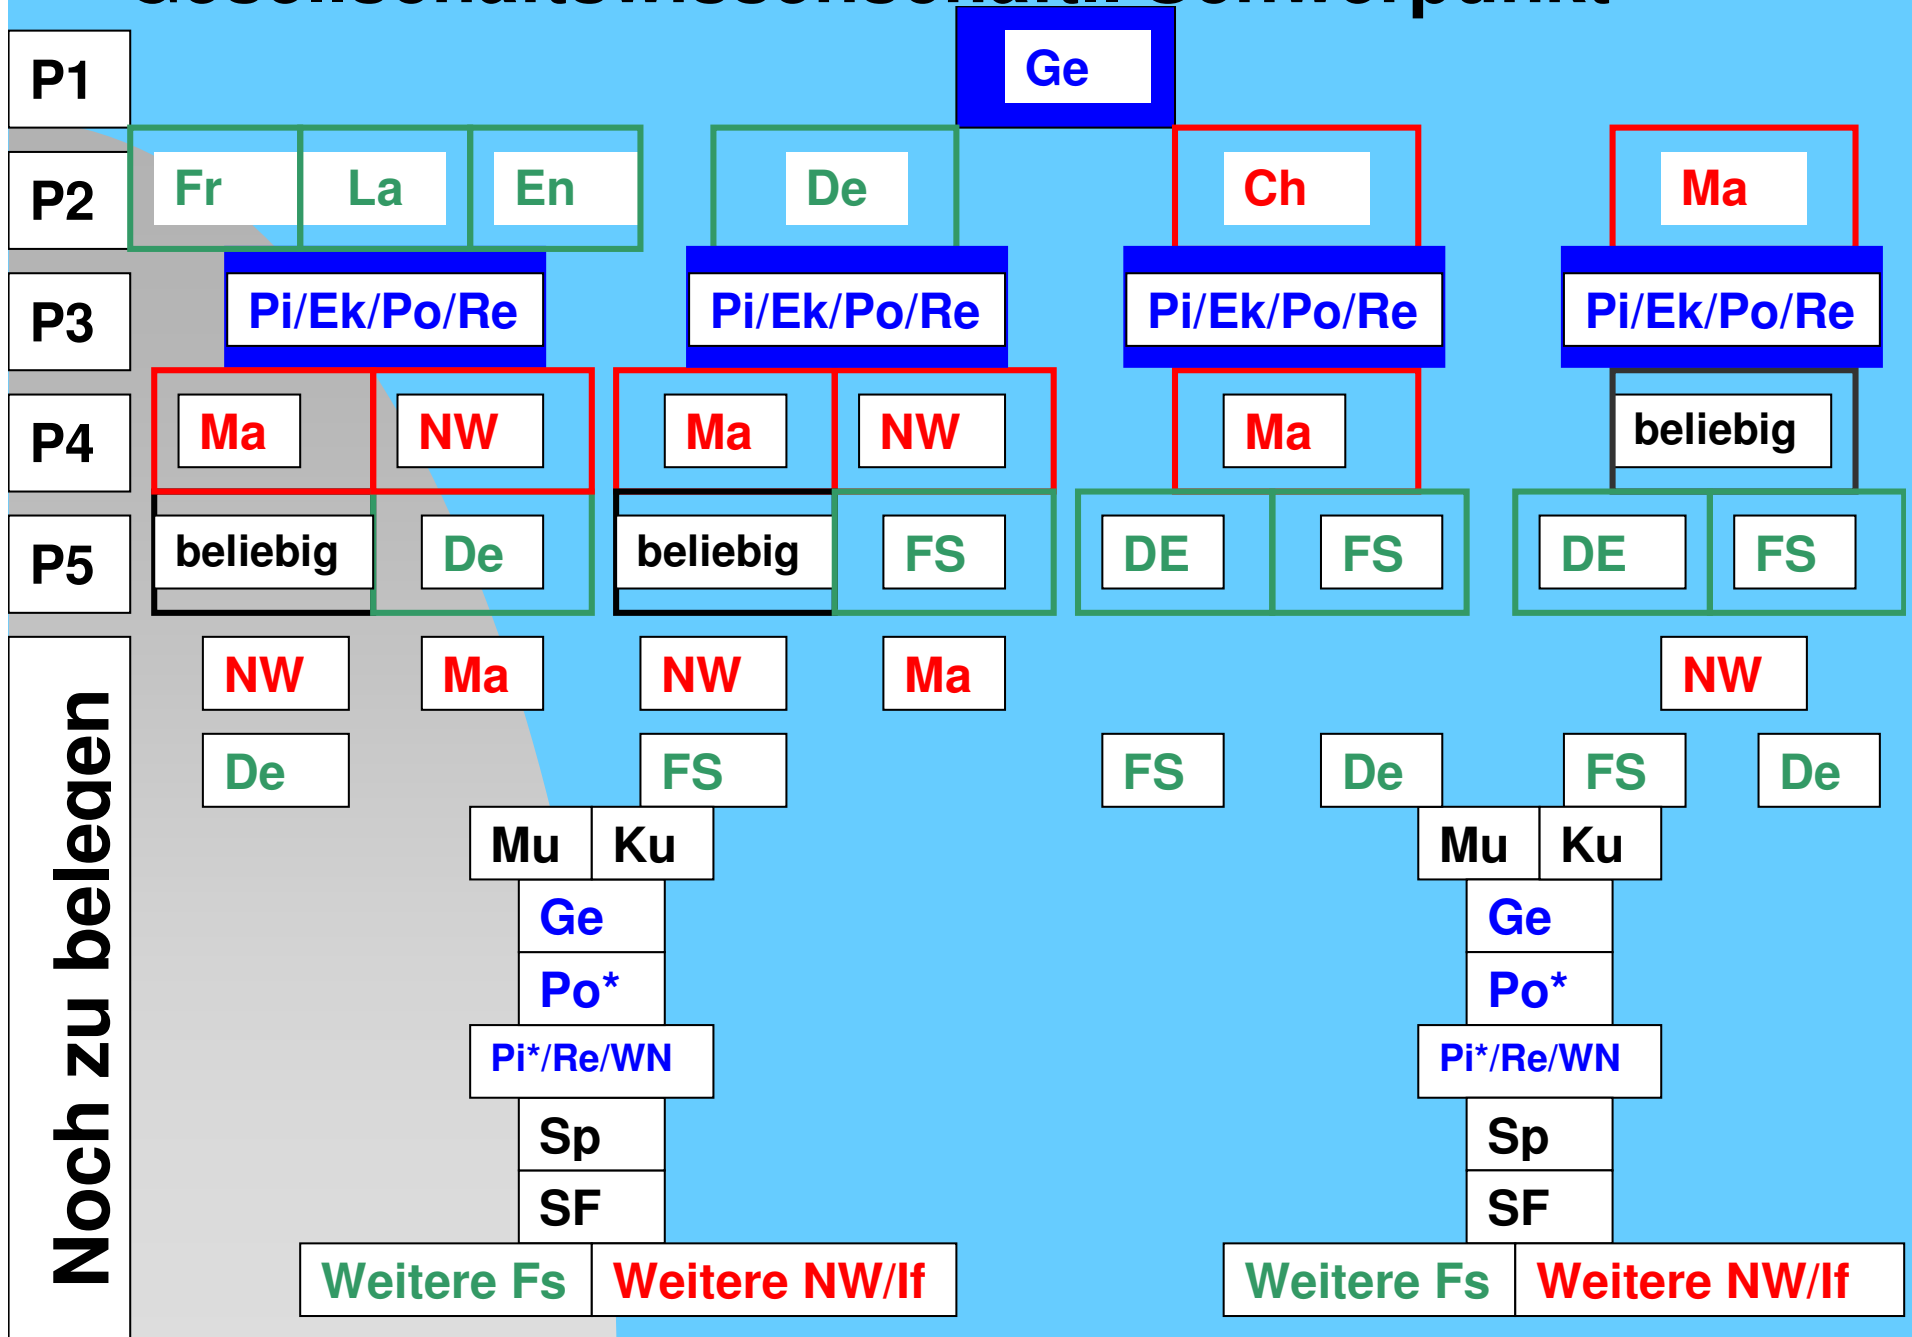 Gesellschaftswissenschaftl. Schwerpunkt
P1 Ge
P2 Fr La En De Ch Ma
P3 Pi/Ek/Po/Re Pi/Ek/Po/Re Pi/Ek/Po/Re Pi/Ek/Po/Re
P4 Ma NW Ma NW Ma beliebig
P5 beliebig De beliebig FS DE FS DE FS
Noch zu belegen
NW Ma NW Ma NW
De FS FS De FS De
Mu Ku Mu Ku
Ge Ge
Po* Po*
Pi*/Re/WN Pi*/Re/WN
Sp Sp
SF SF
Weitere Fs Weitere NW/If Weitere Fs Weitere NW/If